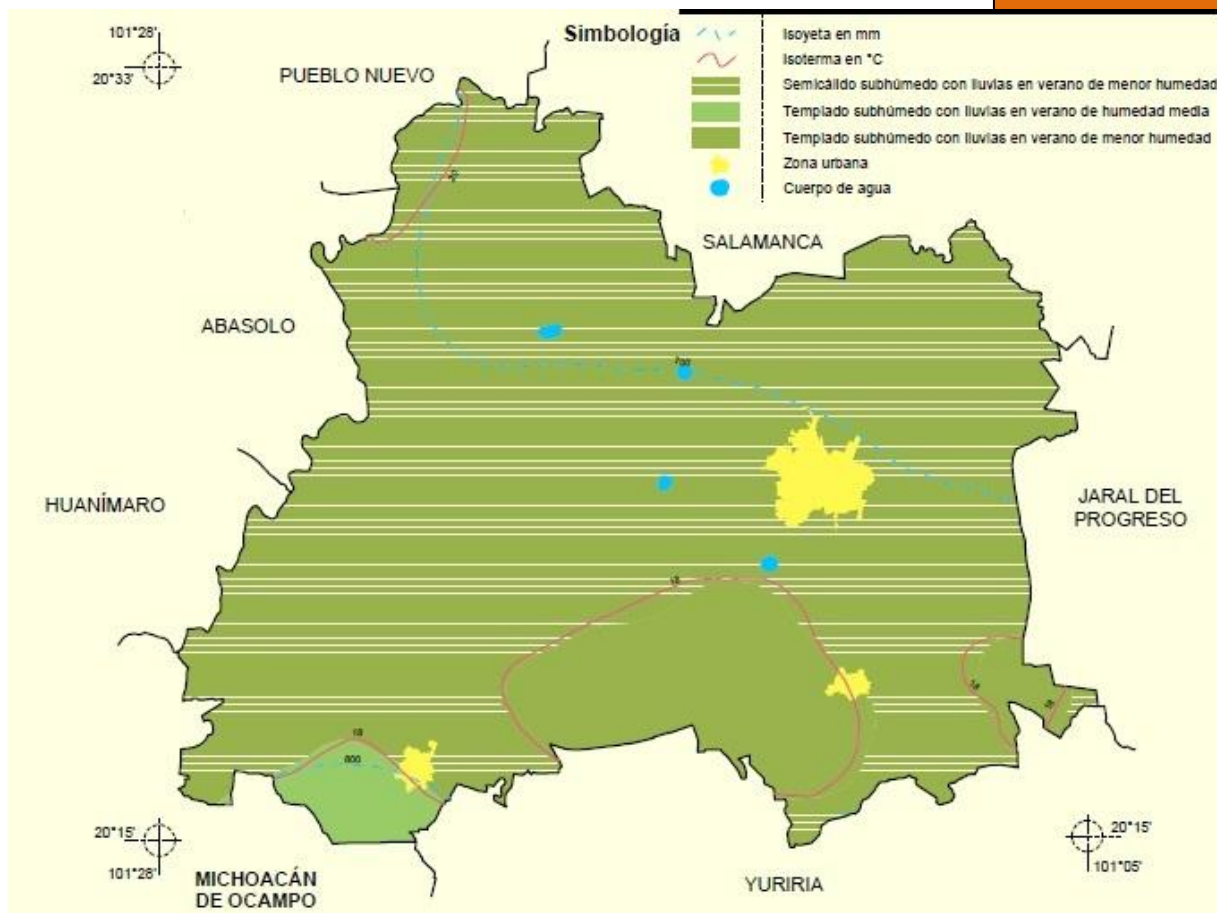 101°28'
20°33'
PUEBLO NUEVO
Simbología
Isoyeta en mm
Isoterma en °C
Semicálido subhúmedo con lluvias en verano de menor humedad
Templado subhúmedo con lluvias en verano de humedad media
Templado subhúmedo con lluvias en verano de menor humedad
Zona urbana
Cuerpo de agua
20
SALAMANCA
ABASOLO
700
HUANÍMARO
JARAL DEL
PROGRESO
18
18
18
18
800
20°15'
101°28'
20°15'
101°05'
MICHOACÁN
DE OCAMPO
YURIRIA